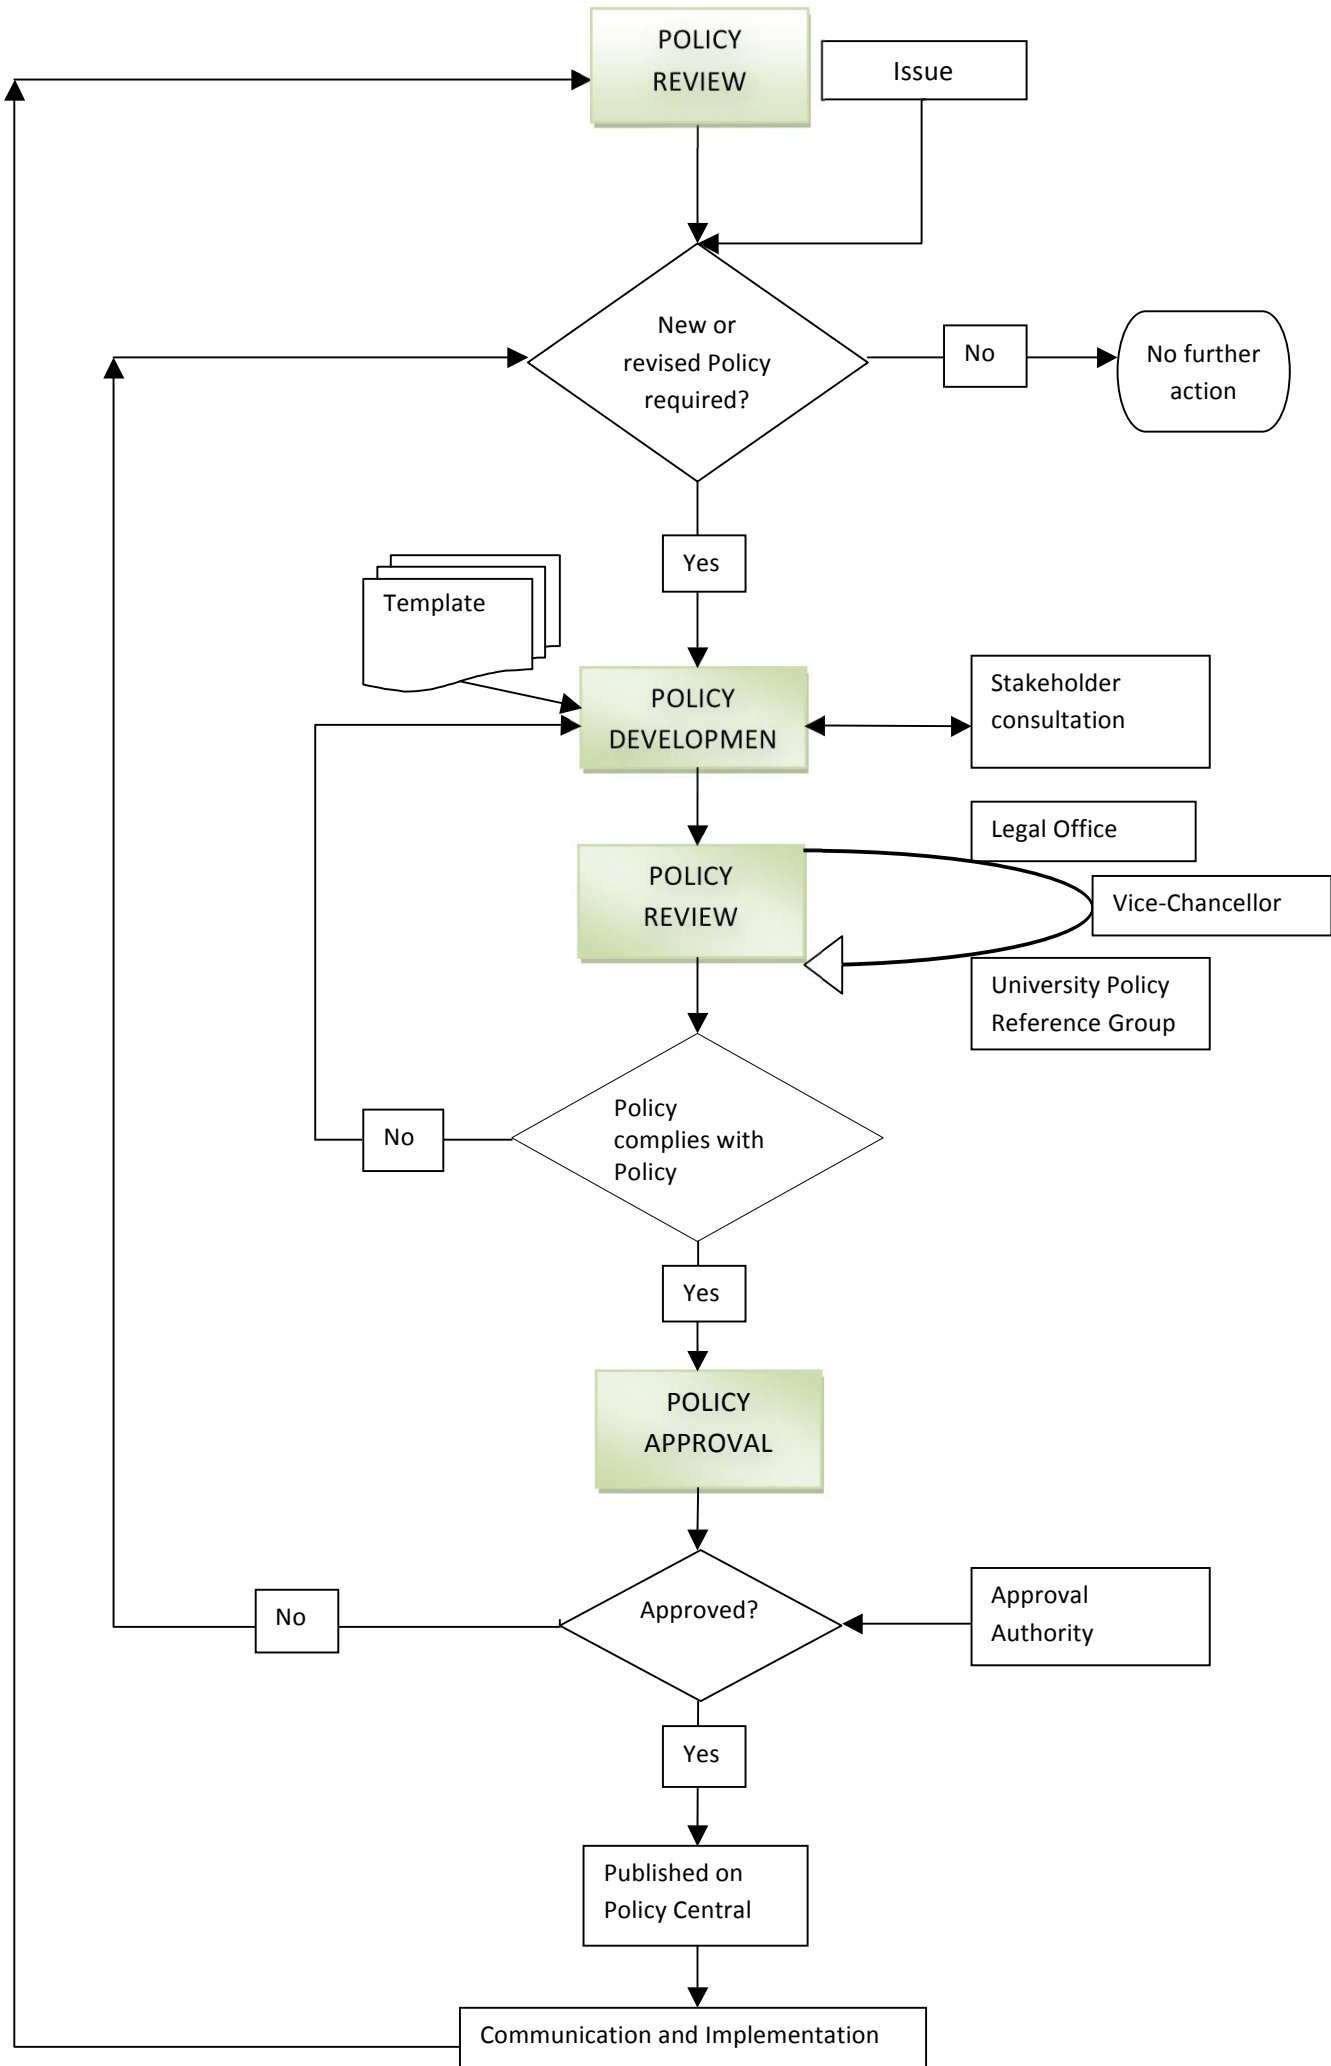 POLICY
REVIEW
Issue
New or
revised Policy
required?
No
No further
action
Yes
Template
POLICY
DEVELOPMEN
Stakeholder
consultation
Legal Office
POLICY
REVIEW
Vice-Chancellor
University Policy
Reference Group
Policy
complies with
Policy
No
Yes
POLICY
APPROVAL
Approved?
No
Approval
Authority
Yes
Published on
Policy Central
Communication and Implementation